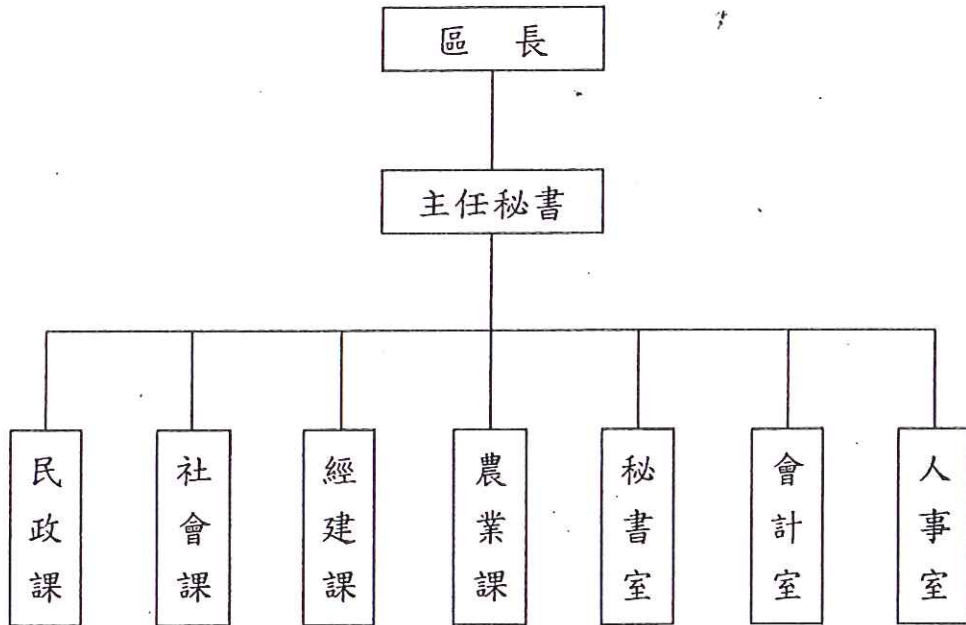 區 長
主任秘書
民政課
社會課
經建課
農業課
秘書室
會計室
人事室